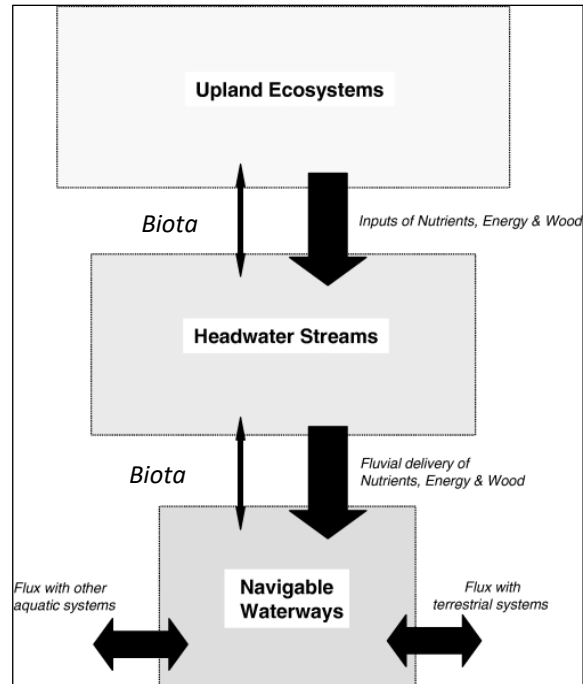 Upland Ecosystems
Biota
Inputs of Nutrients, Energy & Wood
Headwater Streams
Biota
Fluvial delivery of
Nutrients, Energy & Wood
Flux with other
aquatic systems
Navigable
Waterways
Flux with
terrestrial systems